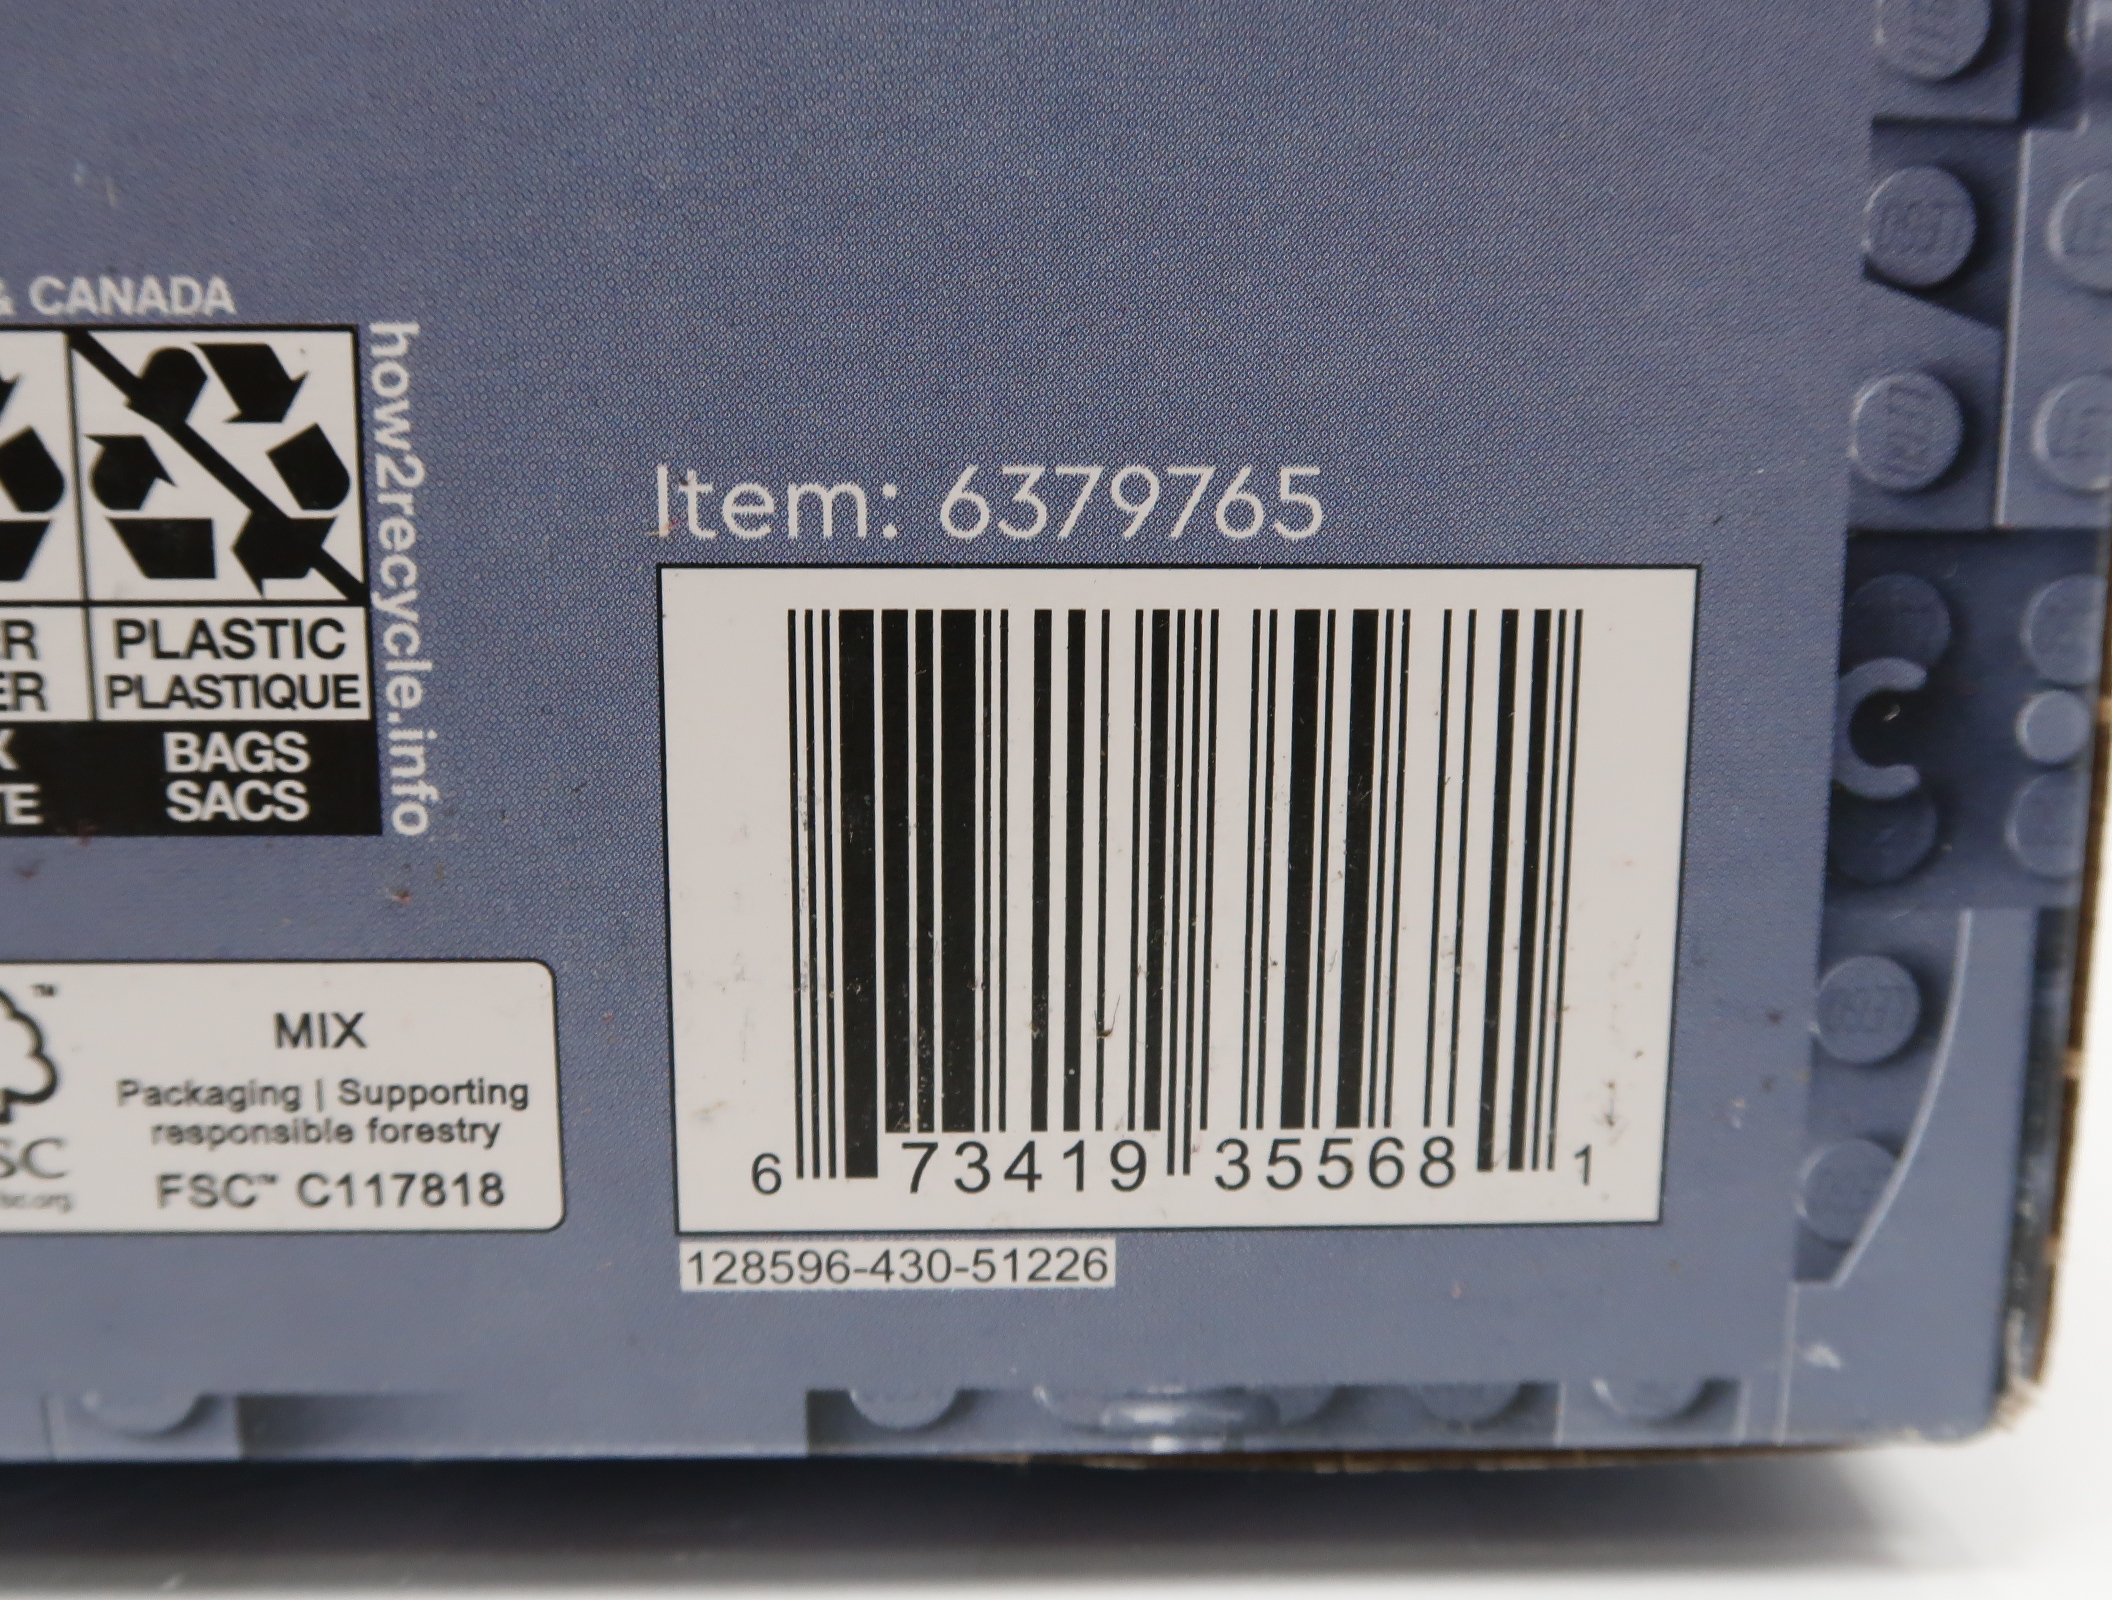 & CANADA
how2recycle.info
PLASTIC
PLASTIQUE
BAGS
SACS
Item: 6379765
6 73419 35568 1
128596-430-51226
MIX
Packaging | Supporting
responsible forestry
FSC™ C117818